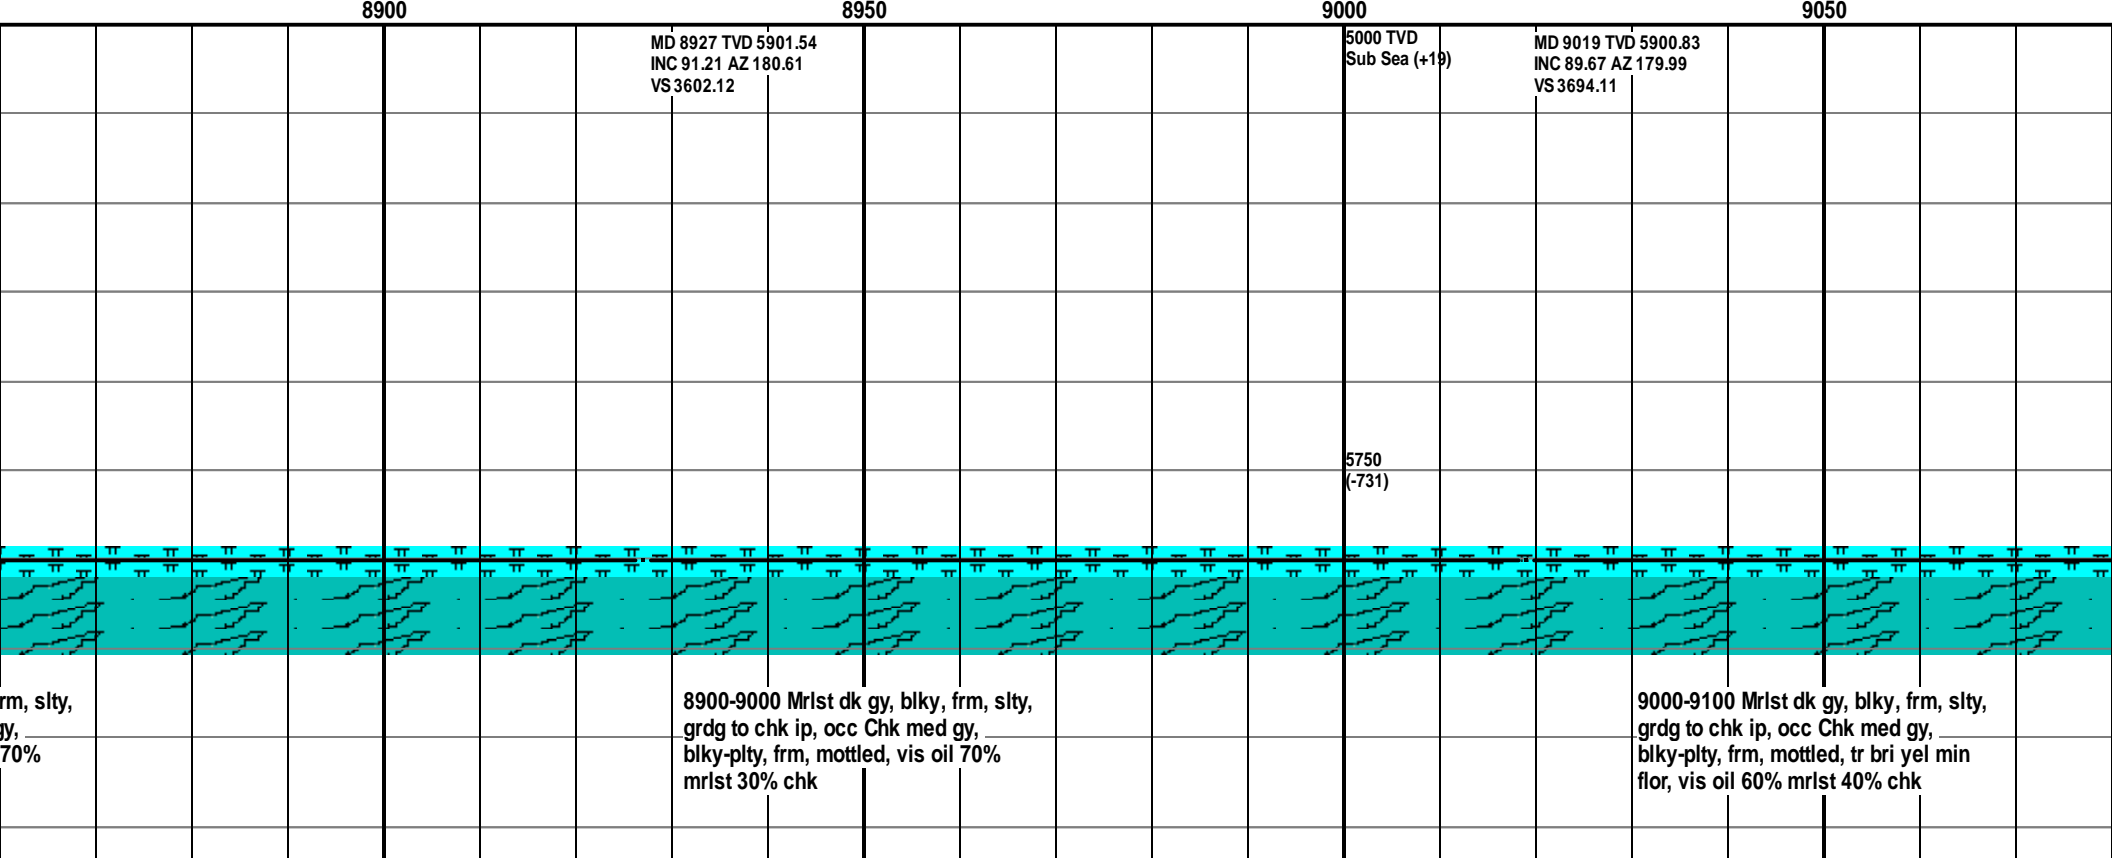 8900 8950 9000 9050
MD 8927 TVD 5901.54
INC 91.21 AZ 180.61
VS 3602.12
5000 TVD
Sub Sea (+19)
MD 9019 TVD 5900.83
INC 89.67 AZ 179.99
VS 3694.11
5750
(-731)
rm, slty,
gy,
70%
8900-9000 Mrlst dk gy, blky, frm, slty,
grdg to chk ip, occ Chk med gy,
blky-plty, frm, mottled, vis oil 70%
mrlst 30% chk
9000-9100 Mrlst dk gy, blky, frm, slty,
grdg to chk ip, occ Chk med gy,
blky-plty, frm, mottled, tr bri yel min
flor, vis oil 60% mrlst 40% chk